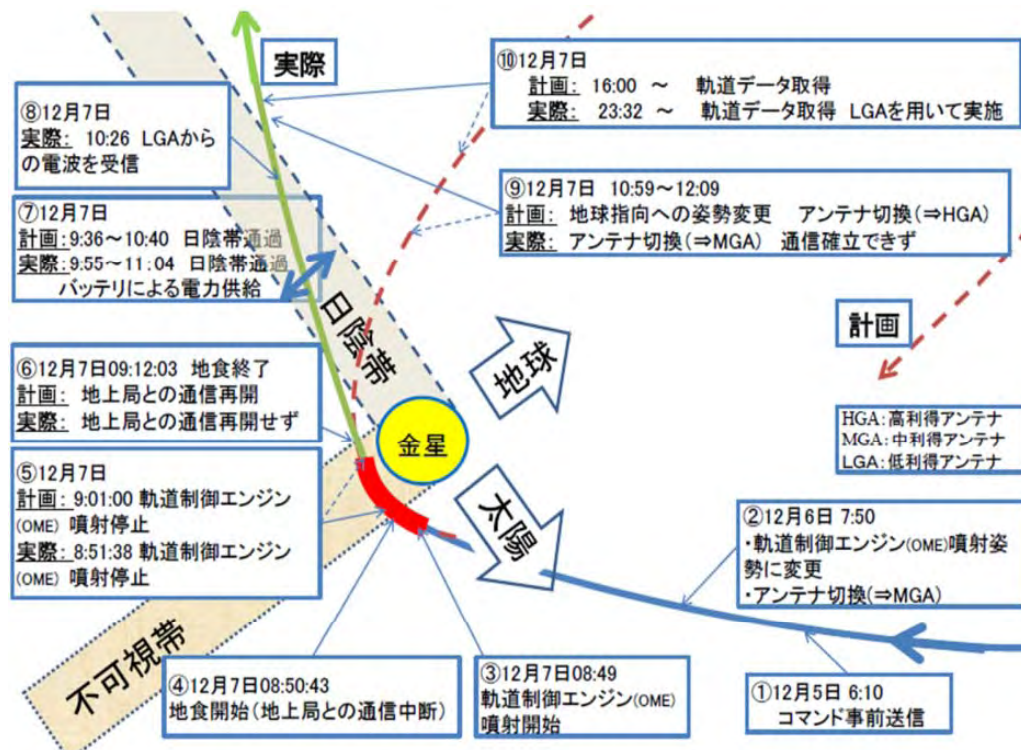 実際
⑩12月7日
計画: 16:00 ～ 軌道データ取得
実際: 23:32 ～ 軌道データ取得 LGAを用いて実施
⑧12月7日
実際: 10:26 LGAから
の電波を受信
⑨12月7日 10:59～12:09
計画: 地球指向への姿勢変更 アンテナ切換(⇒HGA)
実際: アンテナ切換(⇒MGA) 通信確立できず
⑦12月7日
計画:9:36～10:40 日陰帯通過
実際:9:55～11:04 日陰帯通過
バッテリによる電力供給
日陰帯
地球
計画
⑥12月7日09:12:03 地食終了
計画: 地上局との通信再開
実際: 地上局との通信再開せず
金星
HGA:高利得アンテナ
MGA:中利得アンテナ
LGA:低利得アンテナ
⑤12月7日
計画:9:01:00 軌道制御エンジン
(OME) 噴射停止
実際:8:51:38 軌道制御エンジン
(OME) 噴射停止
太陽
②12月6日 7:50
・軌道制御エンジン(OME)噴射姿
勢に変更
・アンテナ切換(⇒MGA)
不可視帯
④12月7日08:50:43
地食開始(地上局との通信中断)
③12月7日08:49
軌道制御エンジン(OME)
噴射開始
①12月5日 6:10
コマンド事前送信